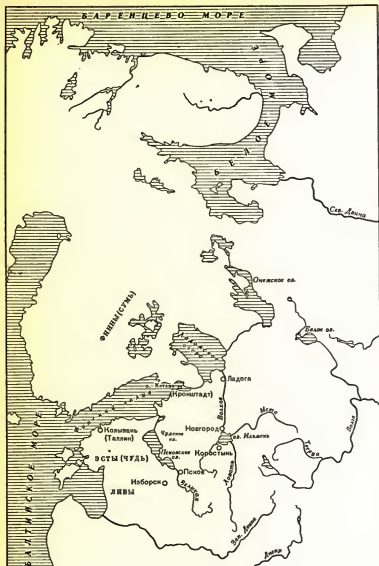 БАРЕНЦЕВО МОРЕ
БЕЛОЕ МОРЕ
Сев. Двина
Онежское оз.
ФИННЫ (СУМЬ)
Белое оз.
Ладога
(Кронштадт)
Волхов
Мста
Новгород
оз. Ильмень
Колывань
(Таллин)
Чудское
оз.
Коростынь
ЭСТЫ (ЧУДЬ)
Псковское
оз.
Псков
Ловать
Изборск
ЛИВЫ
Великая
Зап. Двина
Днепр
БАЛТИЙСКОЕ МОРЕ